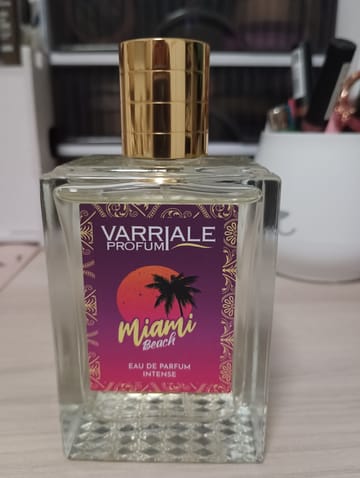 VARRIALE
PROFUMI
Miami
Beach
EAU DE PARFUM
INTENSE